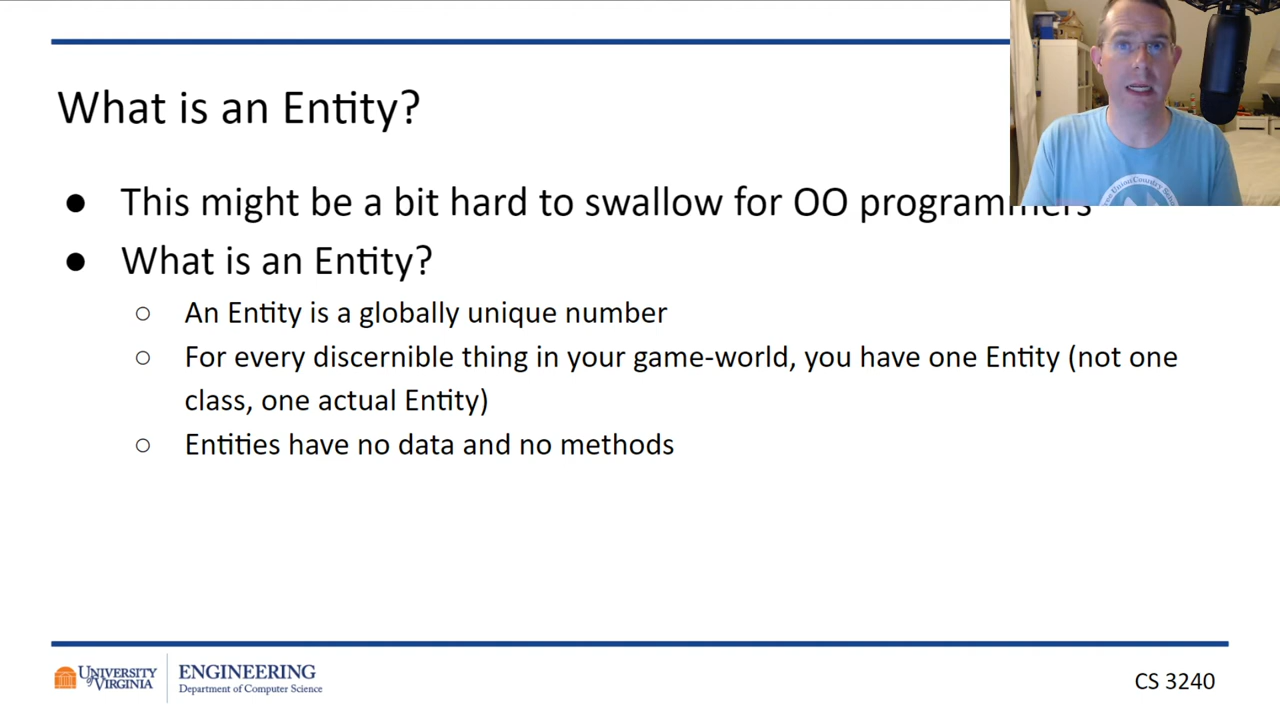 What is an Entity?
● This might be a bit hard to swallow for OO programmers
● What is an Entity?
○ An Entity is a globally unique number
○ For every discernible thing in your game-world, you have one Entity (not one
class, one actual Entity)
○ Entities have no data and no methods
UNIVERSITY
of VIRGINIA
ENGINEERING
Department of Computer Science
CS 3240